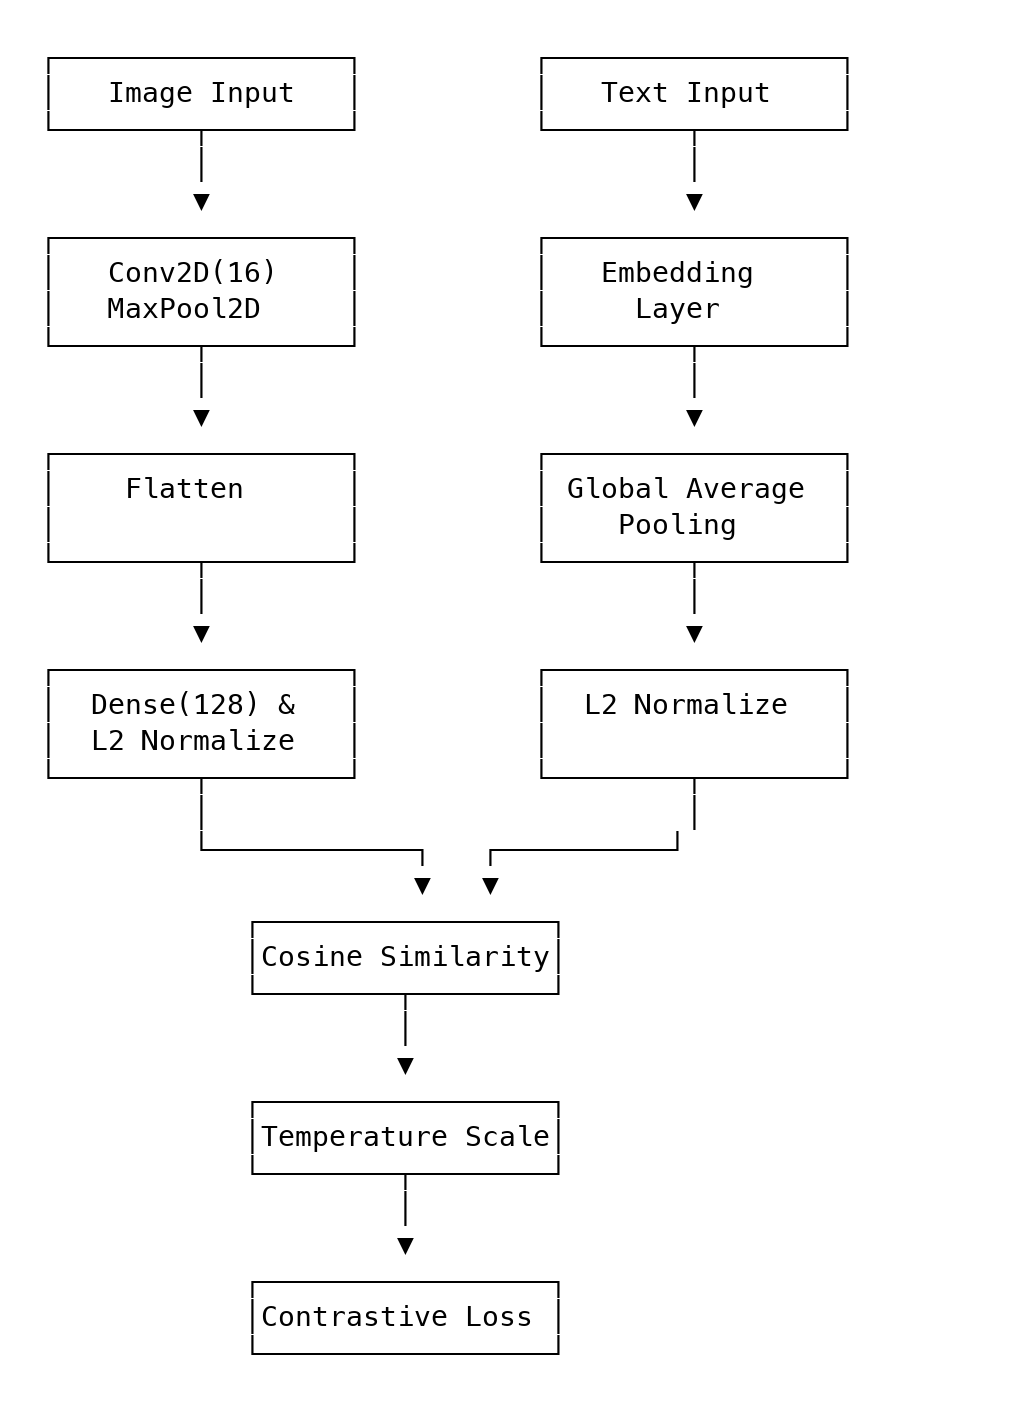 Image Input
Text Input
Conv2D(16)
MaxPool2D
Embedding
Layer
Flatten
Global Average
Pooling
Dense(128) &
L2 Normalize
L2 Normalize
Cosine Similarity
Temperature Scale
Contrastive Loss